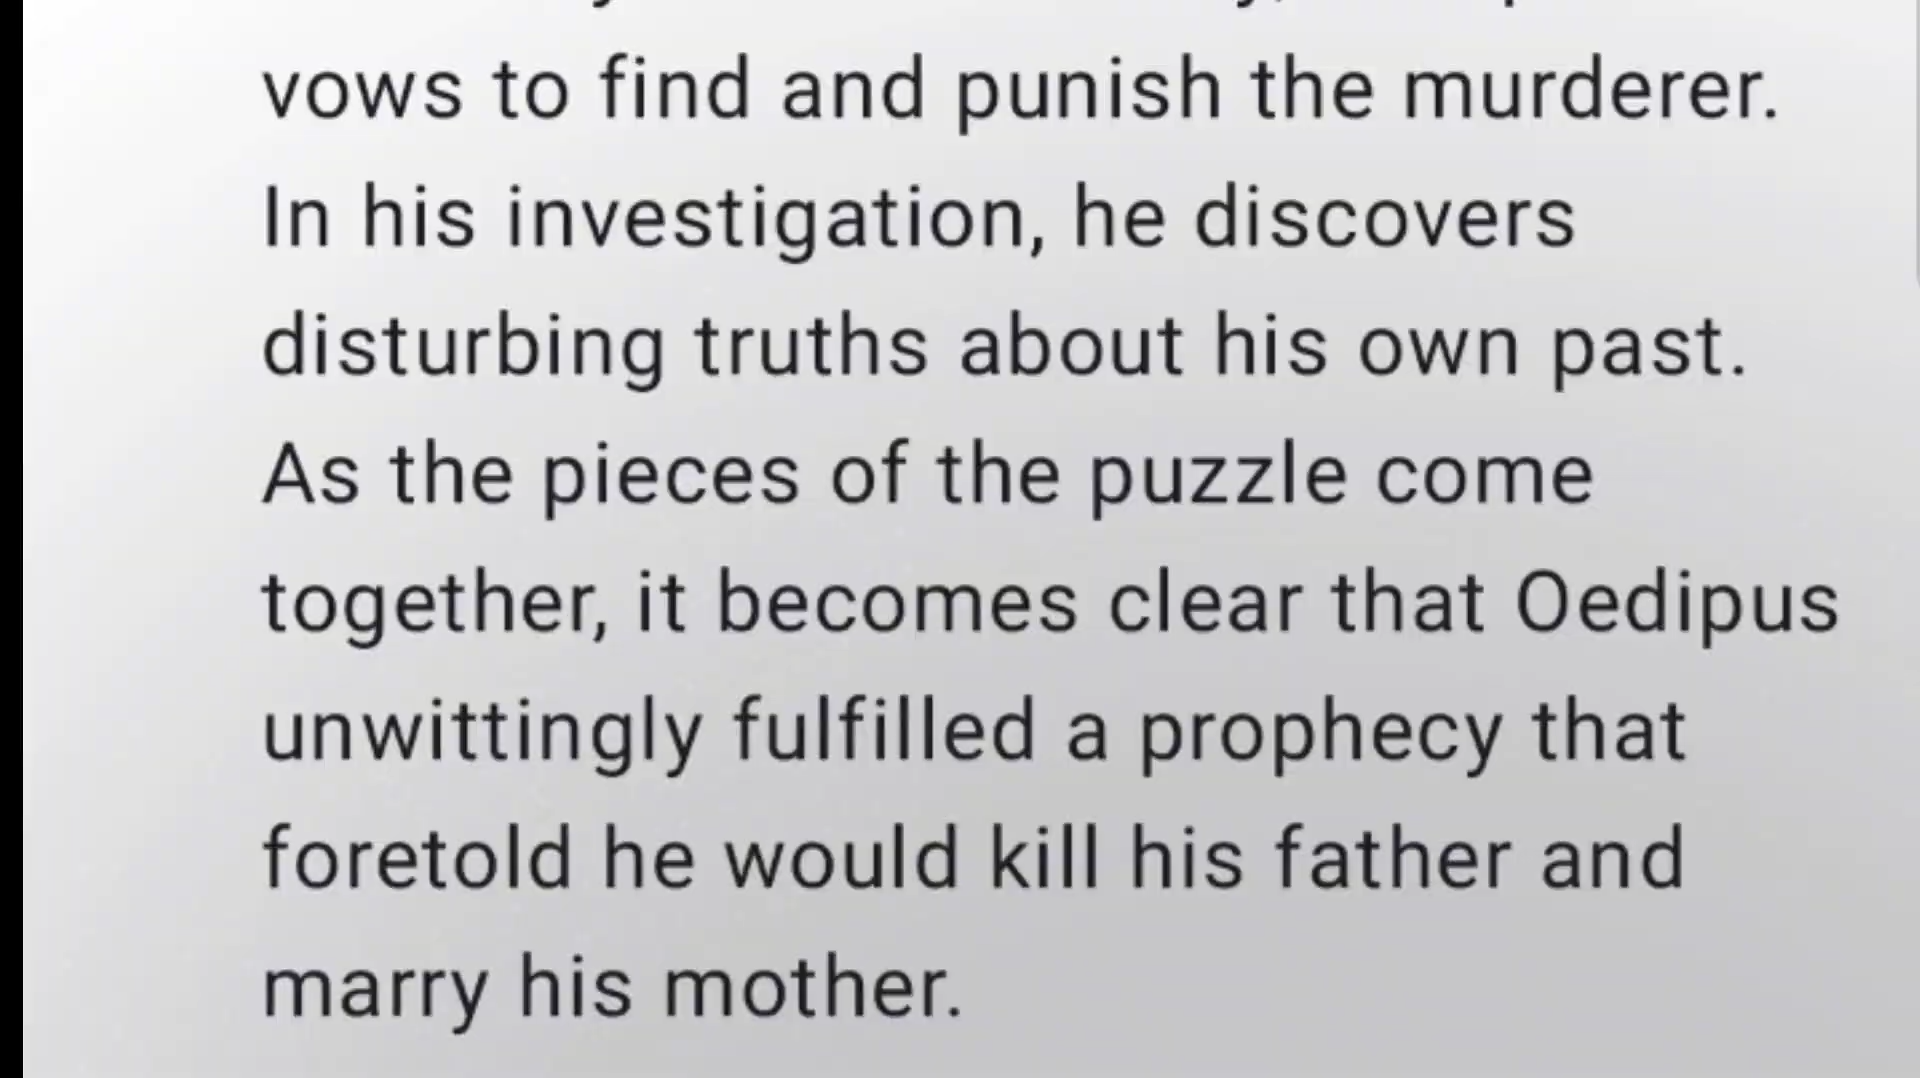 vows to find and punish the murderer.
In his investigation, he discovers
disturbing truths about his own past.
As the pieces of the puzzle come
together, it becomes clear that Oedipus
unwittingly fulfilled a prophecy that
foretold he would kill his father and
marry his mother.